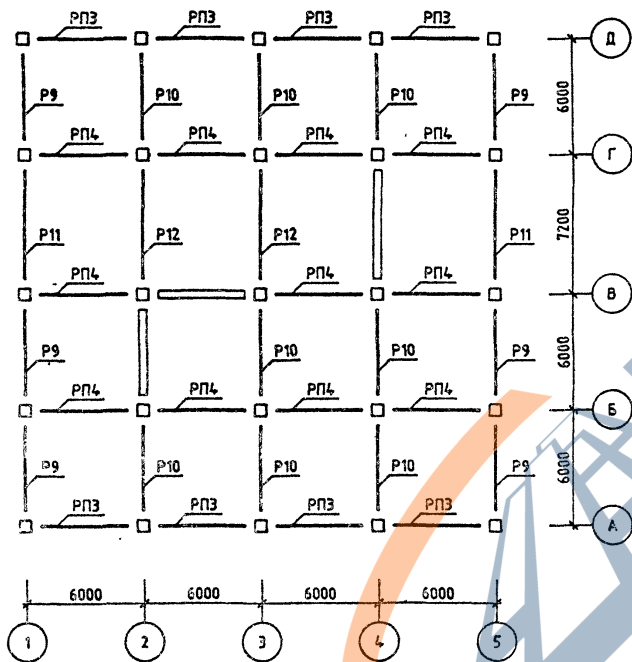 РП3 РП3 РП3 РП3 Д
Р9 Р10 Р10 Р10 Р9 6000
РП4 РП4 РП4 РП4 Г
Р11 Р12 Р12 Р11 7200
РП4 РП4 РП4 В
Р9 Р10 Р10 Р9 6000
РП4 РП4 РП4 РП4 Б
Р9 Р10 Р10 Р10 Р9 6000
РП3 РП3 РП3 РП3 А
6000 6000 6000 6000
1 2 3 4 5